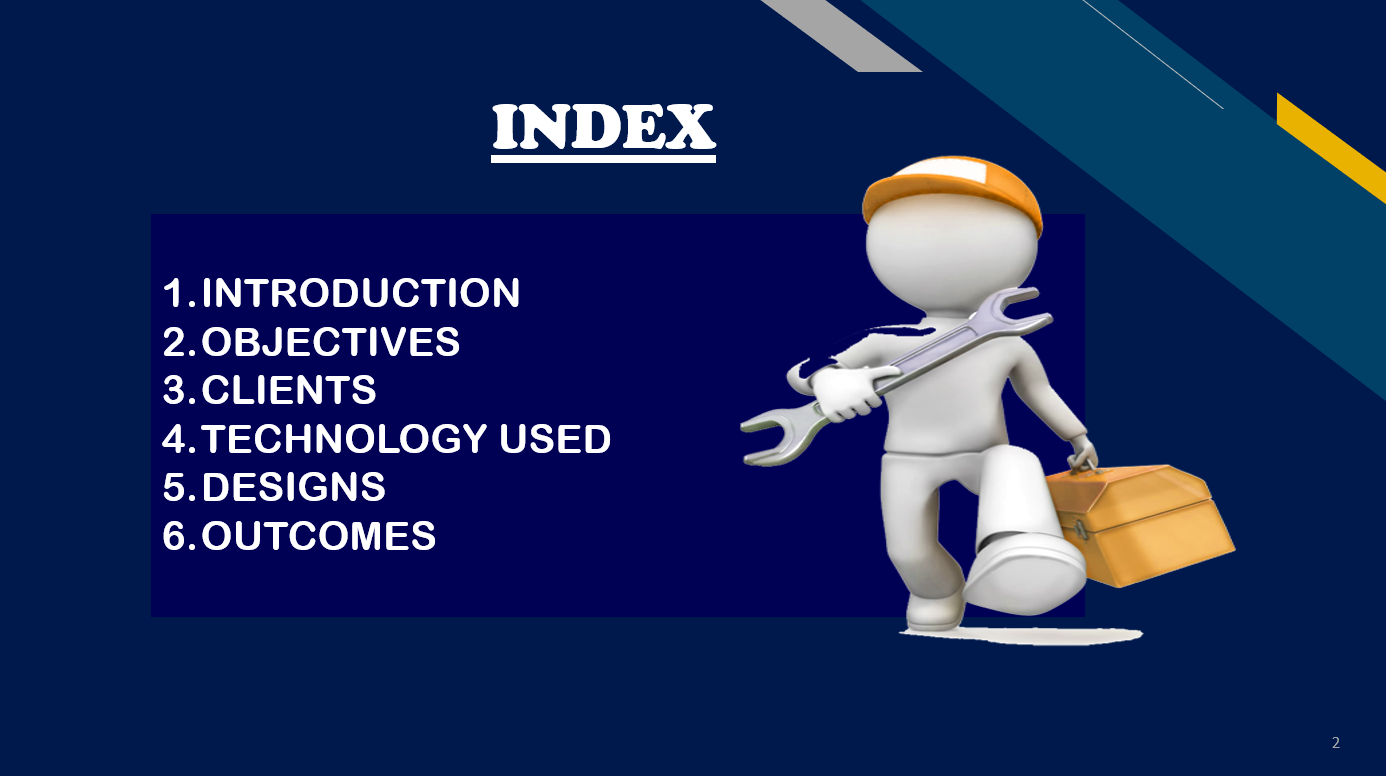 INDEX
1. INTRODUCTION
2. OBJECTIVES
3. CLIENTS
4. TECHNOLOGY USED
5. DESIGNS
6. OUTCOMES
2